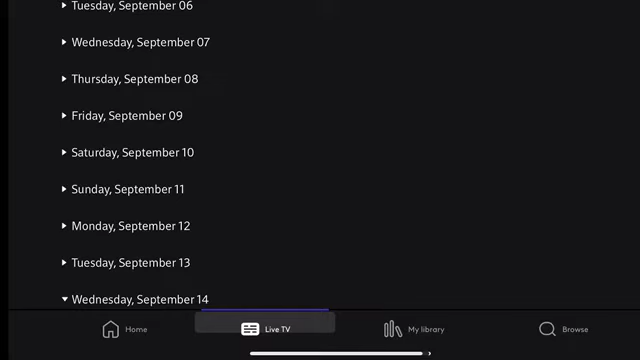 Tuesday, September 06
Wednesday, September 07
Thursday, September 08
Friday, September 09
Saturday, September 10
Sunday, September 11
Monday, September 12
Tuesday, September 13
Wednesday, September 14
Home
Live TV
My library
Browse